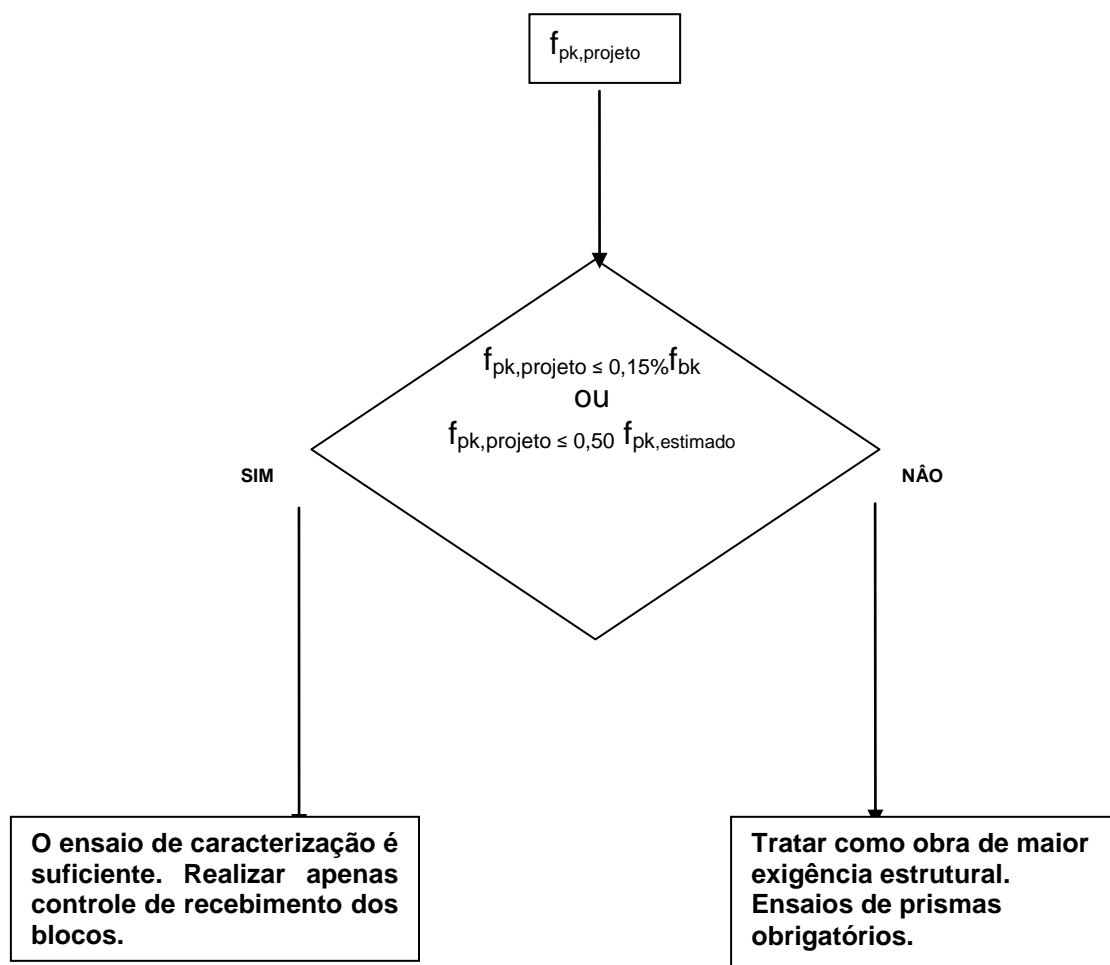 fpk,projeto
fpk,projeto ≤ 0,15%fbk
ou
fpk,projeto ≤ 0,50 fpk,estimado
SIM
NÂO
O ensaio de caracterização é
suficiente. Realizar apenas
controle de recebimento dos
blocos.
Tratar como obra de maior
exigência estrutural.
Ensaios de prismas
obrigatórios.